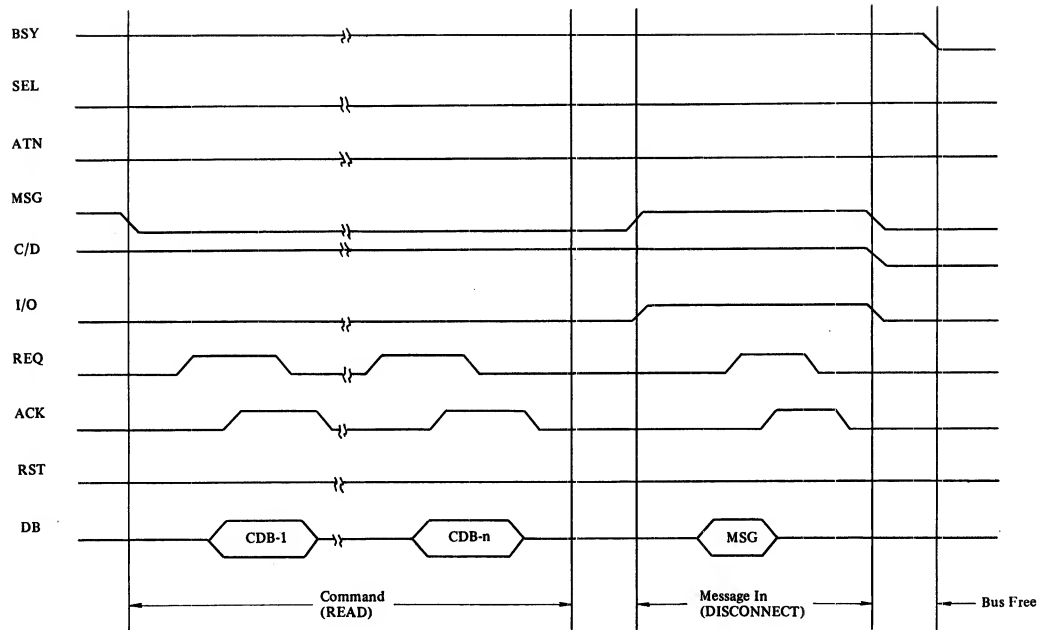 BSY
SEL
ATN
MSG
C/D
I/O
REQ
ACK
RST
DB
CDB-1
CDB-n
MSG
Command
(READ)
Message In
(DISCONNECT)
Bus Free